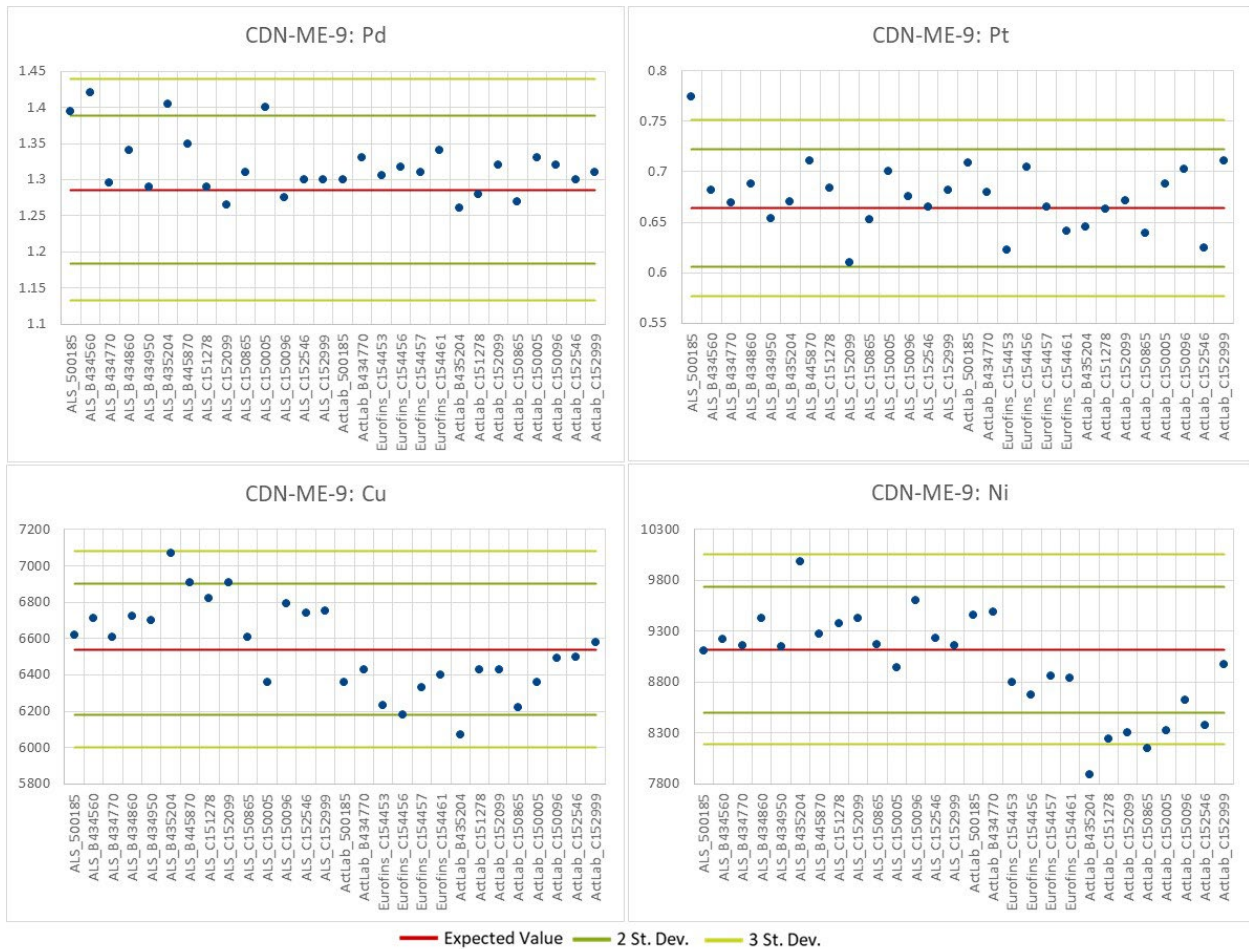 CDN-ME-9: Pd
1.45
1.4
1.35
1.3
1.25
1.2
1.15
1.1
ALS_500185
ALS_B434560
ALS_B434770
ALS_B434860
ALS_B434950
ALS_B435204
ALS_B445870
ALS_C151278
ALS_C152099
ALS_C150865
ALS_C150005
ALS_C150096
ALS_C152546
ALS_C152999
ActLab_500185
ActLab_B434770
Eurofins_C154453
Eurofins_C154456
Eurofins_C154457
Eurofins_C154461
ActLab_B435204
ActLab_C151278
ActLab_C152099
ActLab_C150865
ActLab_C150005
ActLab_C150096
ActLab_C152546
ActLab_C152999
CDN-ME-9: Pt
0.8
0.75
0.7
0.65
0.6
0.55
ALS_500185
ALS_B434560
ALS_B434770
ALS_B434860
ALS_B434950
ALS_B435204
ALS_B445870
ALS_C151278
ALS_C152099
ALS_C150865
ALS_C150005
ALS_C150096
ALS_C152546
ALS_C152999
ActLab_500185
ActLab_B434770
Eurofins_C154453
Eurofins_C154456
Eurofins_C154457
Eurofins_C154461
ActLab_B435204
ActLab_C151278
ActLab_C152099
ActLab_C150865
ActLab_C150005
ActLab_C150096
ActLab_C152546
ActLab_C152999
CDN-ME-9: Cu
7200
7000
6800
6600
6400
6200
6000
5800
ALS_500185
ALS_B434560
ALS_B434770
ALS_B434860
ALS_B434950
ALS_B435204
ALS_B445870
ALS_C151278
ALS_C152099
ALS_C150865
ALS_C150005
ALS_C150096
ALS_C152546
ALS_C152999
ActLab_500185
ActLab_B434770
Eurofins_C154453
Eurofins_C154456
Eurofins_C154457
Eurofins_C154461
ActLab_B435204
ActLab_C151278
ActLab_C152099
ActLab_C150865
ActLab_C150005
ActLab_C150096
ActLab_C152546
ActLab_C152999
CDN-ME-9: Ni
10300
9800
9300
8800
8300
7800
ALS_500185
ALS_B434560
ALS_B434770
ALS_B434860
ALS_B434950
ALS_B435204
ALS_B445870
ALS_C151278
ALS_C152099
ALS_C150865
ALS_C150005
ALS_C150096
ALS_C152546
ALS_C152999
ActLab_500185
ActLab_B434770
Eurofins_C154453
Eurofins_C154456
Eurofins_C154457
Eurofins_C154461
ActLab_B435204
ActLab_C151278
ActLab_C152099
ActLab_C150865
ActLab_C150005
ActLab_C150096
ActLab_C152546
ActLab_C152999
Expected Value 2 St. Dev. 3 St. Dev.